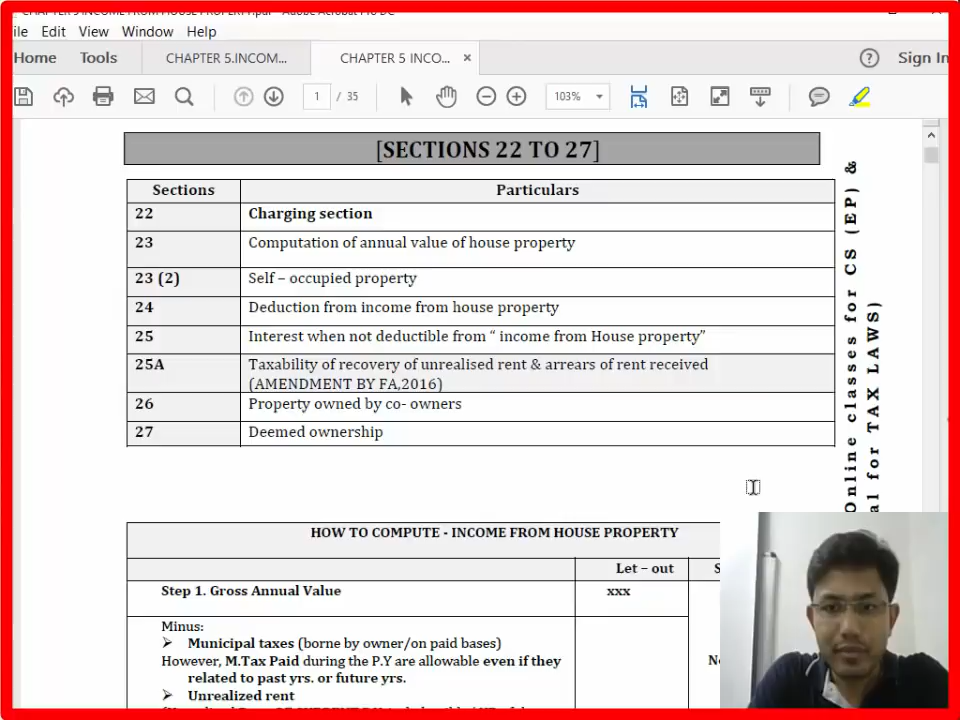 File Edit View Window Help
Home Tools CHAPTER 5.INCOM... CHAPTER 5 INCO... × ? Sign In
1 / 35 103%
[SECTIONS 22 TO 27]
Sections Particulars
22 Charging section
23 Computation of annual value of house property
23 (2) Self – occupied property
24 Deduction from income from house property
25 Interest when not deductible from “ income from House property”
25A Taxability of recovery of unrealised rent & arrears of rent received
(AMENDMENT BY FA,2016)
26 Property owned by co- owners
27 Deemed ownership
HOW TO COMPUTE - INCOME FROM HOUSE PROPERTY
Let – out
Step 1. Gross Annual Value xxx
Minus:
➢ Municipal taxes (borne by owner/on paid bases)
However, M.Tax Paid during the P.Y are allowable even if they
related to past yrs. or future yrs.
➢ Unrealized rent
Online classes for CS (EP) &
for TAX LAWS)